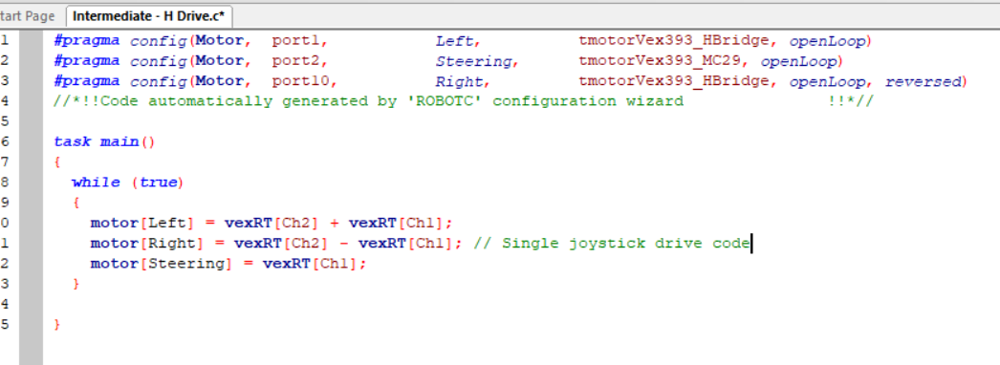 tart Page Intermediate - H Drive.c*
1 #pragma config(Motor, port1, Left, tmotorVex393_HBridge, openLoop)
2 #pragma config(Motor, port2, Steering, tmotorVex393_MC29, openLoop)
3 #pragma config(Motor, port10, Right, tmotorVex393_HBridge, openLoop, reversed)
4 //*!!Code automatically generated by 'ROBOTC' configuration wizard !!*//
5
6 task main()
7 {
8 while (true)
9 {
0 motor[Left] = vexRT[Ch2] + vexRT[Ch1];
1 motor[Right] = vexRT[Ch2] - vexRT[Ch1]; // Single joystick drive code
2 motor[Steering] = vexRT[Ch1];
3 }
4
5 }